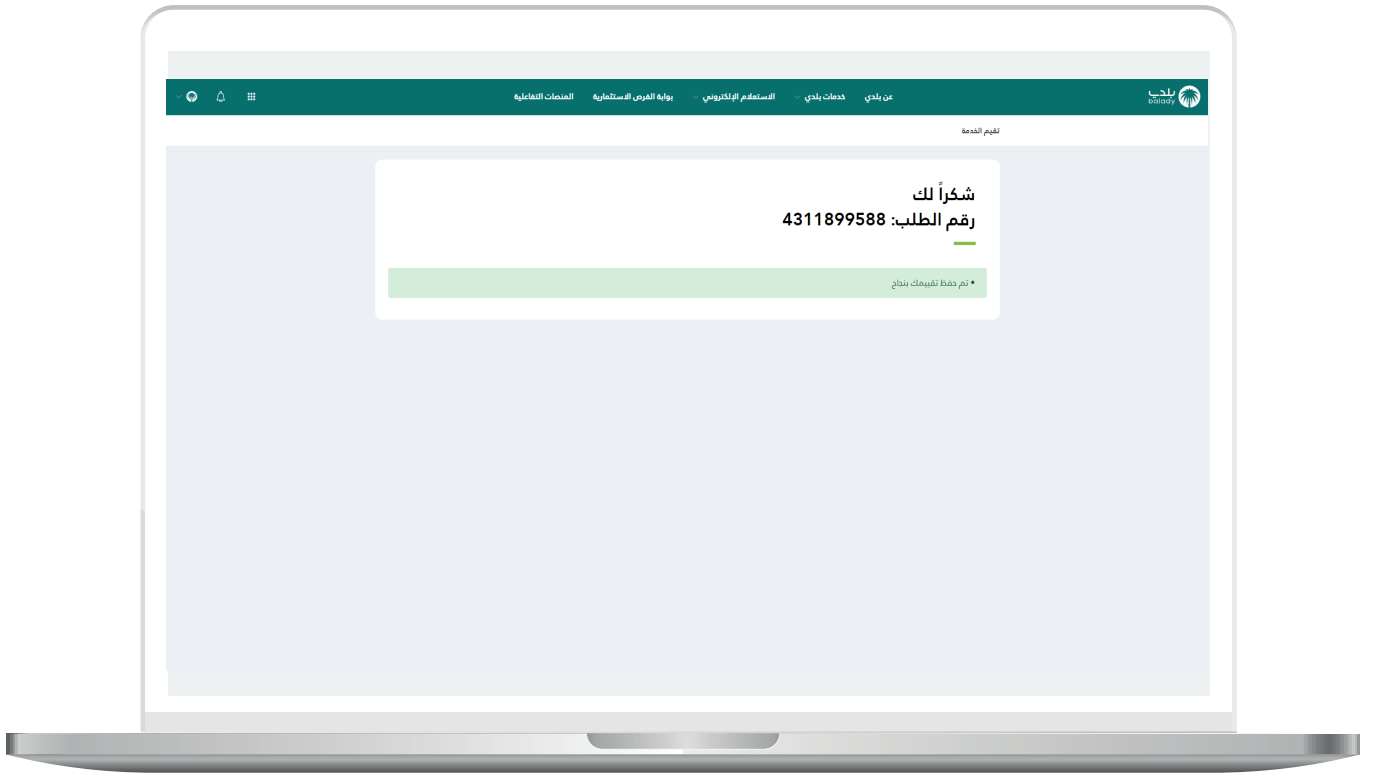 بلدي
balady
عن بلدي
خدمات بلدي
الاستعلام الإلكتروني
بوابة الفرص الاستثمارية
المنصات التفاعلية
تقيم الخدمة
شكراً لك
رقم الطلب: 4311899588
• تم حفظ تقييمك بنجاح